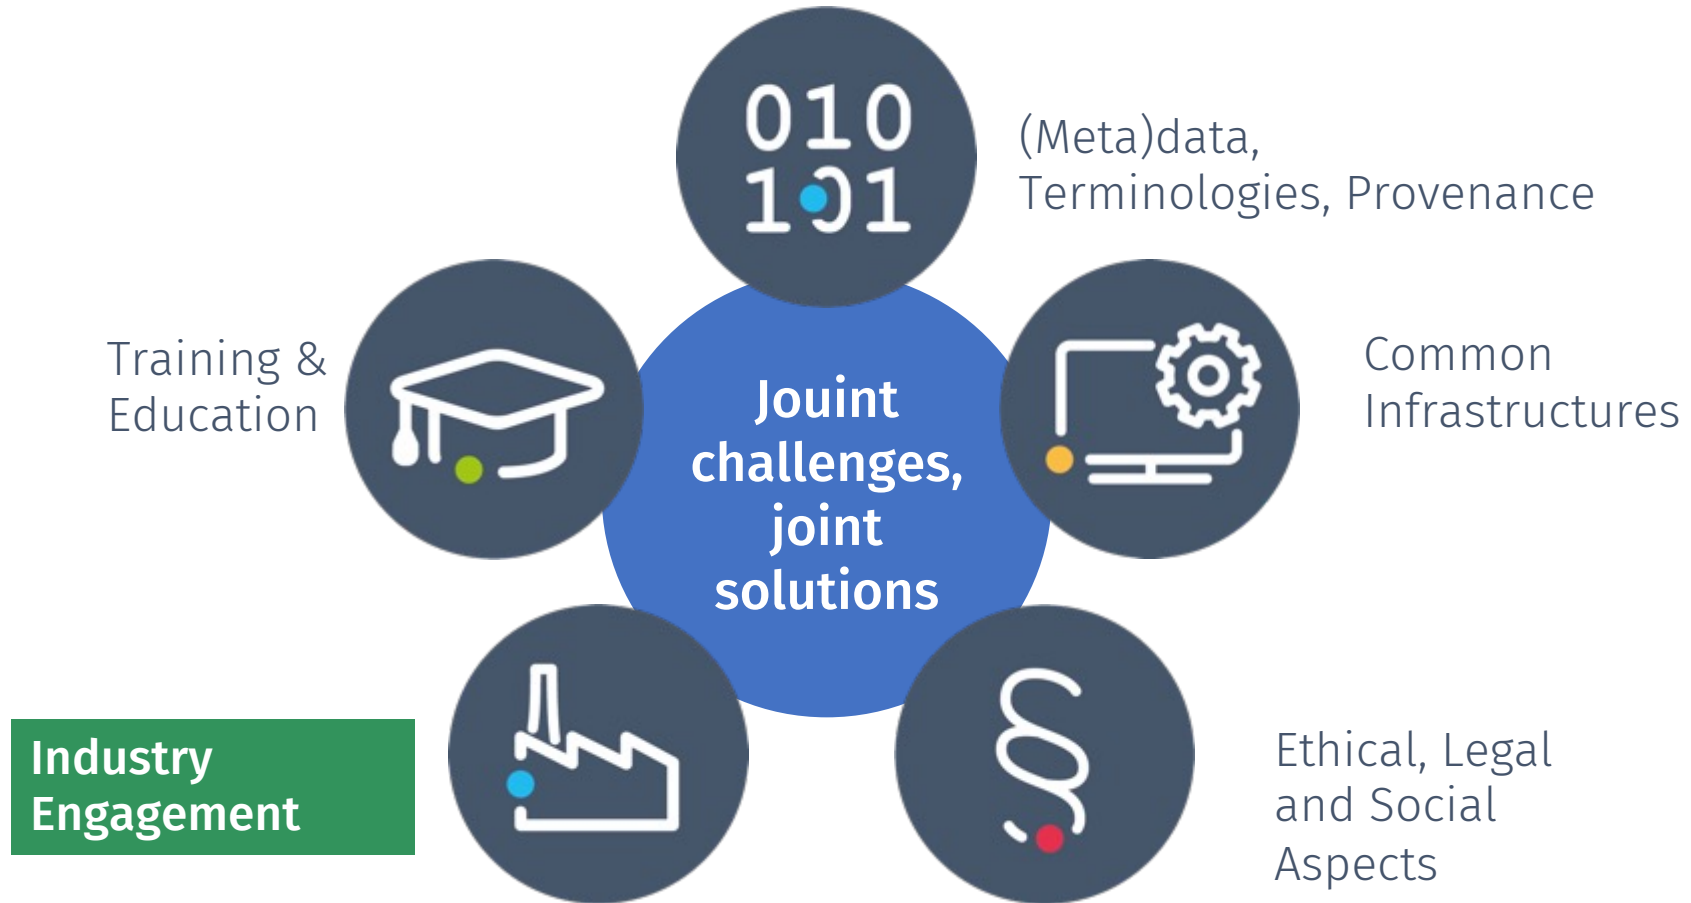 010
101
(Meta)data,
Terminologies, Provenance
Training &
Education
Common
Infrastructures
Jouint
challenges,
joint
solutions
Industry
Engagement
Ethical, Legal
and Social
Aspects